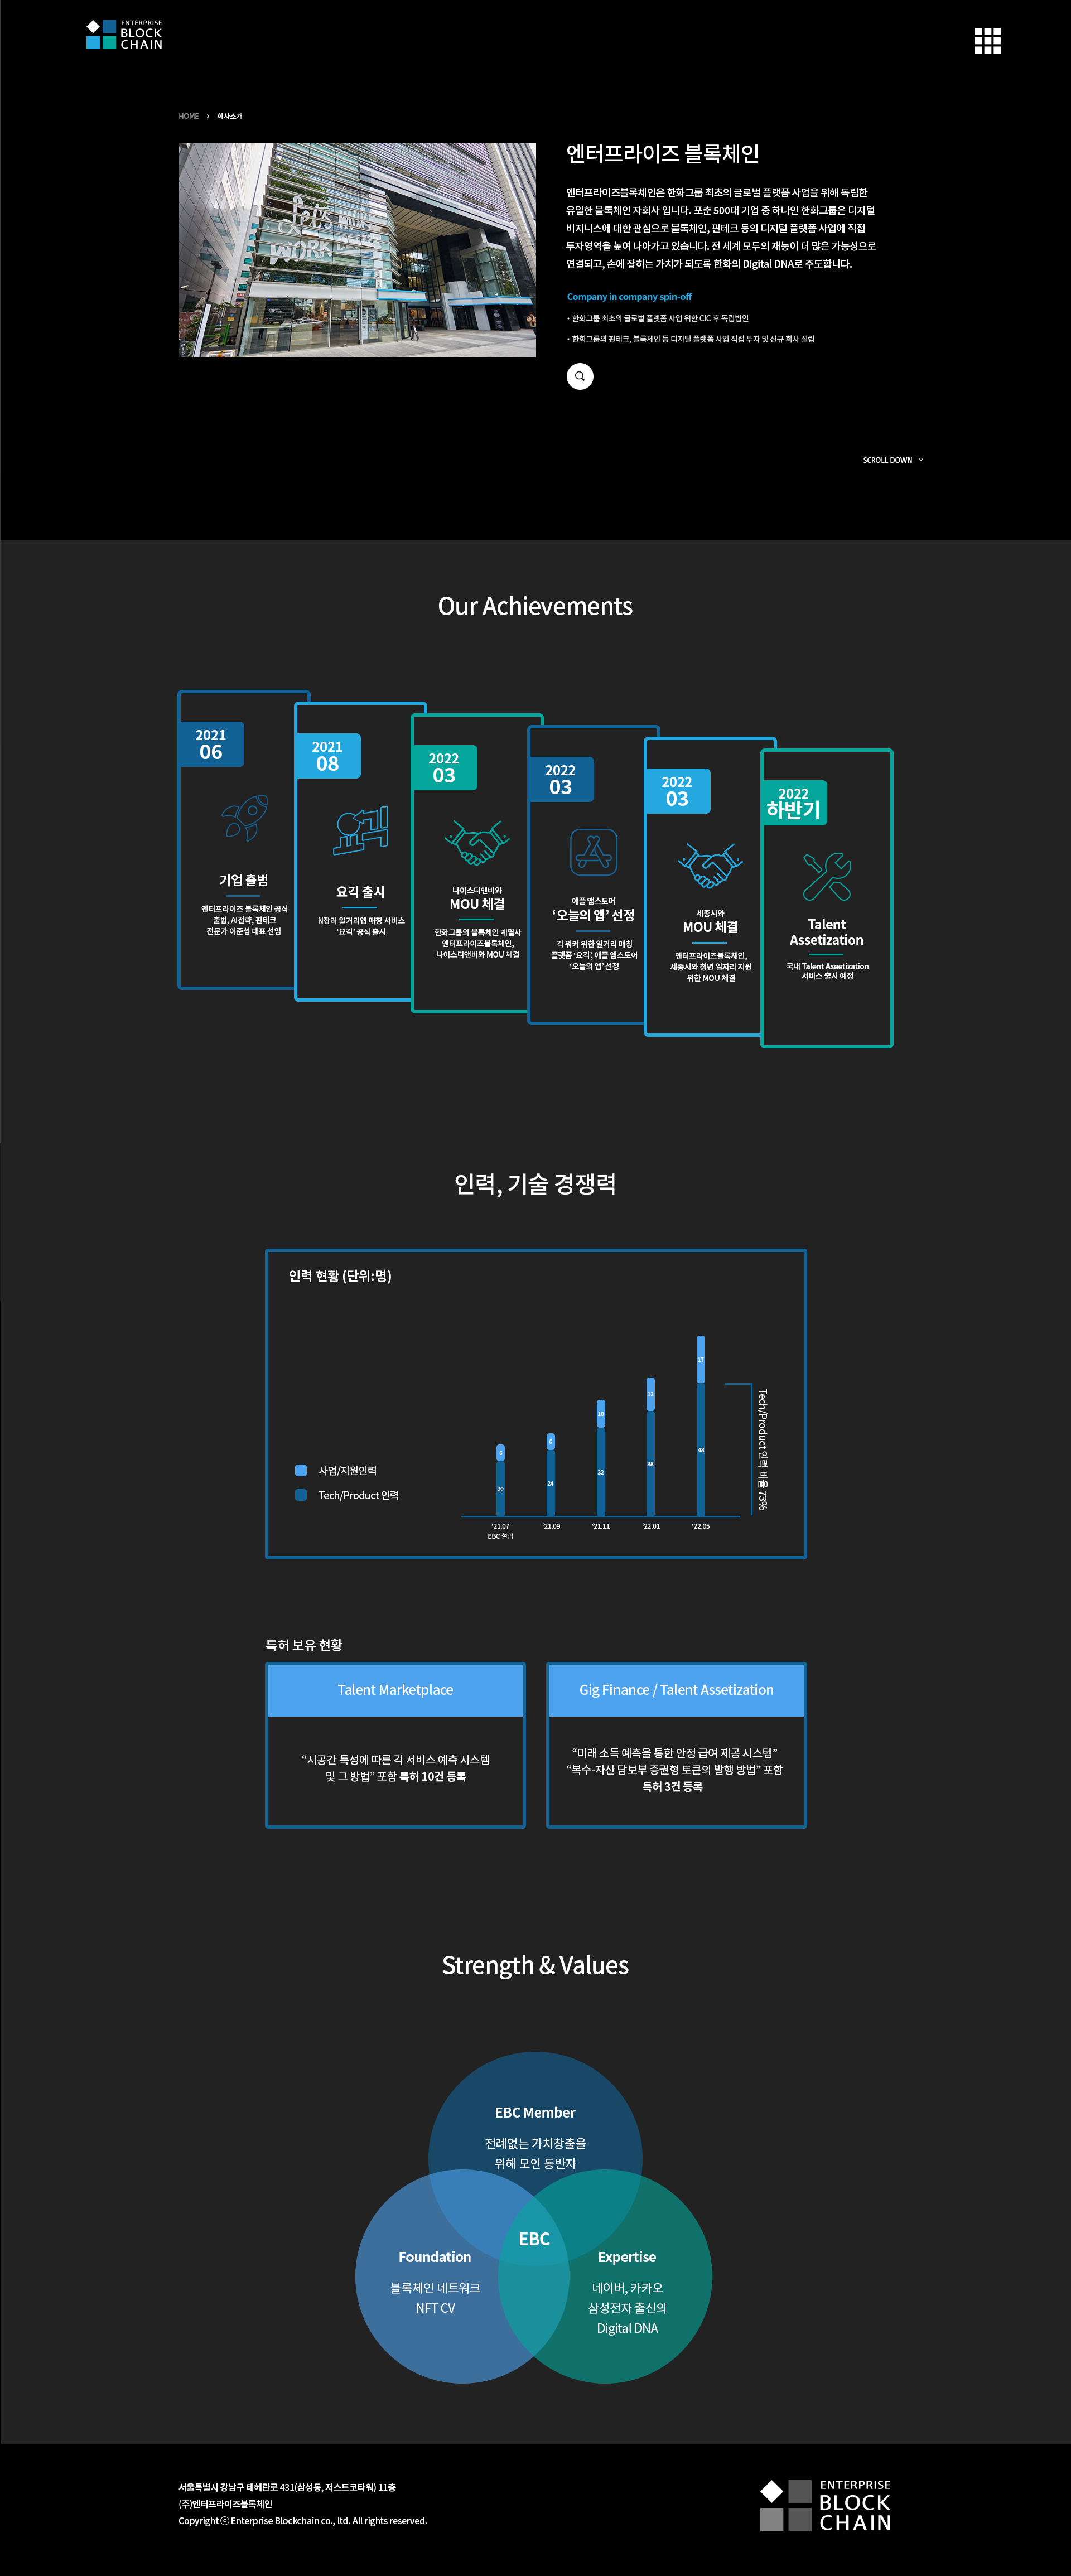 ENTERPRISE
BLOCK
CHAIN
HOME > 회사소개
let's
WORK
엔터프라이즈 블록체인
엔터프라이즈블록체인은 한화그룹 최초의 글로벌 플랫폼 사업을 위해 독립한
유일한 블록체인 자회사 입니다. 포춘 500대 기업 중 하나인 한화그룹은 디지털
비지니스에 대한 관심으로 블록체인, 핀테크 등의 디지털 플랫폼 사업에 직접
투자영역을 높여 나아가고 있습니다. 전 세계 모두의 재능이 더 많은 가능성으로
연결되고, 손에 잡히는 가치가 되도록 한화의 Digital DNA로 주도합니다.
Company in company spin-off
• 한화그룹 최초의 글로벌 플랫폼 사업 위한 CIC 후 독립법인
• 한화그룹의 핀테크, 블록체인 등 디지털 플랫폼 사업 직접 투자 및 신규 회사 설립
SCROLL DOWN
Our Achievements
2021
06
기업 출범
엔터프라이즈 블록체인 공식
출범, AI전략, 핀테크
전문가 이준섭 대표 선임
2021
08
요긱
요긱 출시
N잡러 일거리앱 매칭 서비스
‘요긱’ 공식 출시
2022
03
나이스디앤비와
MOU 체결
한화그룹의 블록체인 계열사
엔터프라이즈블록체인,
나이스디앤비와 MOU 체결
2022
03
애플 앱스토어
‘오늘의 앱’ 선정
긱 워커 위한 일거리 매칭
플랫폼 ‘요긱’, 애플 앱스토어
‘오늘의 앱’ 선정
2022
03
세종시와
MOU 체결
엔터프라이즈블록체인,
세종시와 청년 일자리 지원
위한 MOU 체결
2022
하반기
Talent
Assetization
국내 Talent Aseetization
서비스 출시 예정
인력, 기술 경쟁력
인력 현황 (단위:명)
사업/지원인력
Tech/Product 인력
6
20
6
24
10
32
12
38
17
48
‘21.07
EBC 설립
‘21.09
‘21.11
‘22.01
‘22.05
Tech/Product 인력 비율 73%
특허 보유 현황
Talent Marketplace
“시공간 특성에 따른 긱 서비스 예측 시스템
및 그 방법” 포함 특허 10건 등록
Gig Finance / Talent Assetization
“미래 소득 예측을 통한 안정 급여 제공 시스템”
“복수-자산 담보부 증권형 토큰의 발행 방법” 포함
특허 3건 등록
Strength & Values
EBC Member
전례없는 가치창출을
위해 모인 동반자
EBC
Foundation
블록체인 네트워크
NFT CV
Expertise
네이버, 카카오
삼성전자 출신의
Digital DNA
서울특별시 강남구 테헤란로 431(삼성동, 저스트코타워) 11층
(주)엔터프라이즈블록체인
Copyright ⓒ Enterprise Blockchain co., ltd. All rights reserved.
ENTERPRISE
BLOCK
CHAIN